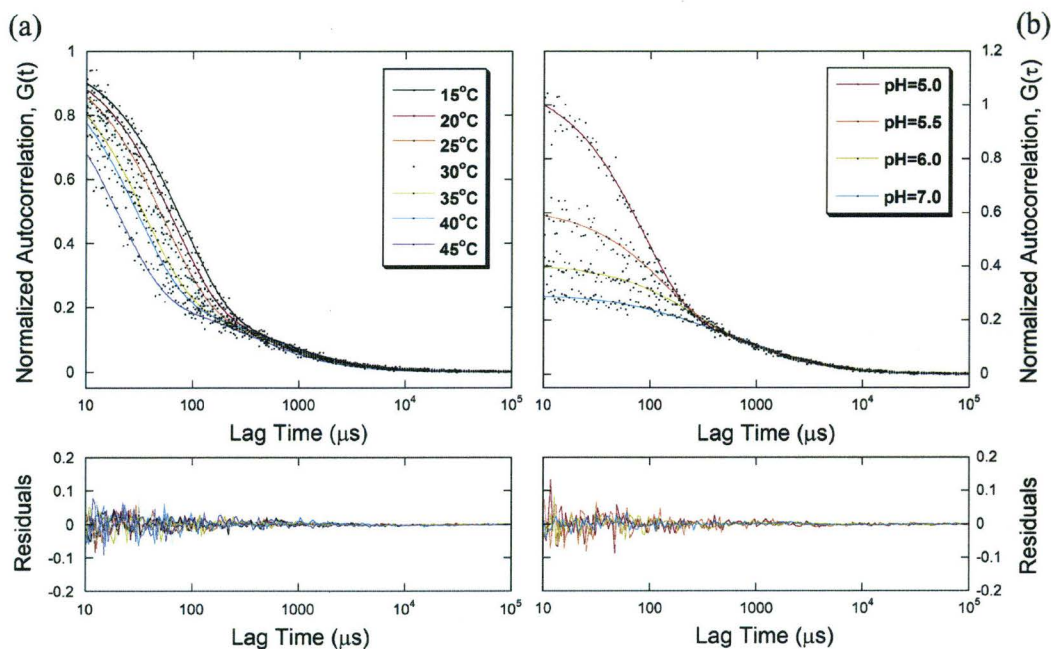 (a)
(b)
Normalized Autocorrelation, G(t)
1
0.8
0.6
0.4
0.2
0
15°C
20°C
25°C
30°C
35°C
40°C
45°C
10 100 1000 10⁴ 10⁵
Lag Time (μs)
pH=5.0
pH=5.5
pH=6.0
pH=7.0
1.2
1
0.8
0.6
0.4
0.2
0
Normalized Autocorrelation, G(τ)
10 100 1000 10⁴ 10⁵
Lag Time (μs)
Residuals
0.2
0.1
0
-0.1
-0.2
10 100 1000 10⁴ 10⁵
Lag Time (μs)
0.2
0.1
0
-0.1
-0.2
Residuals
10 100 1000 10⁴ 10⁵
Lag Time (μs)